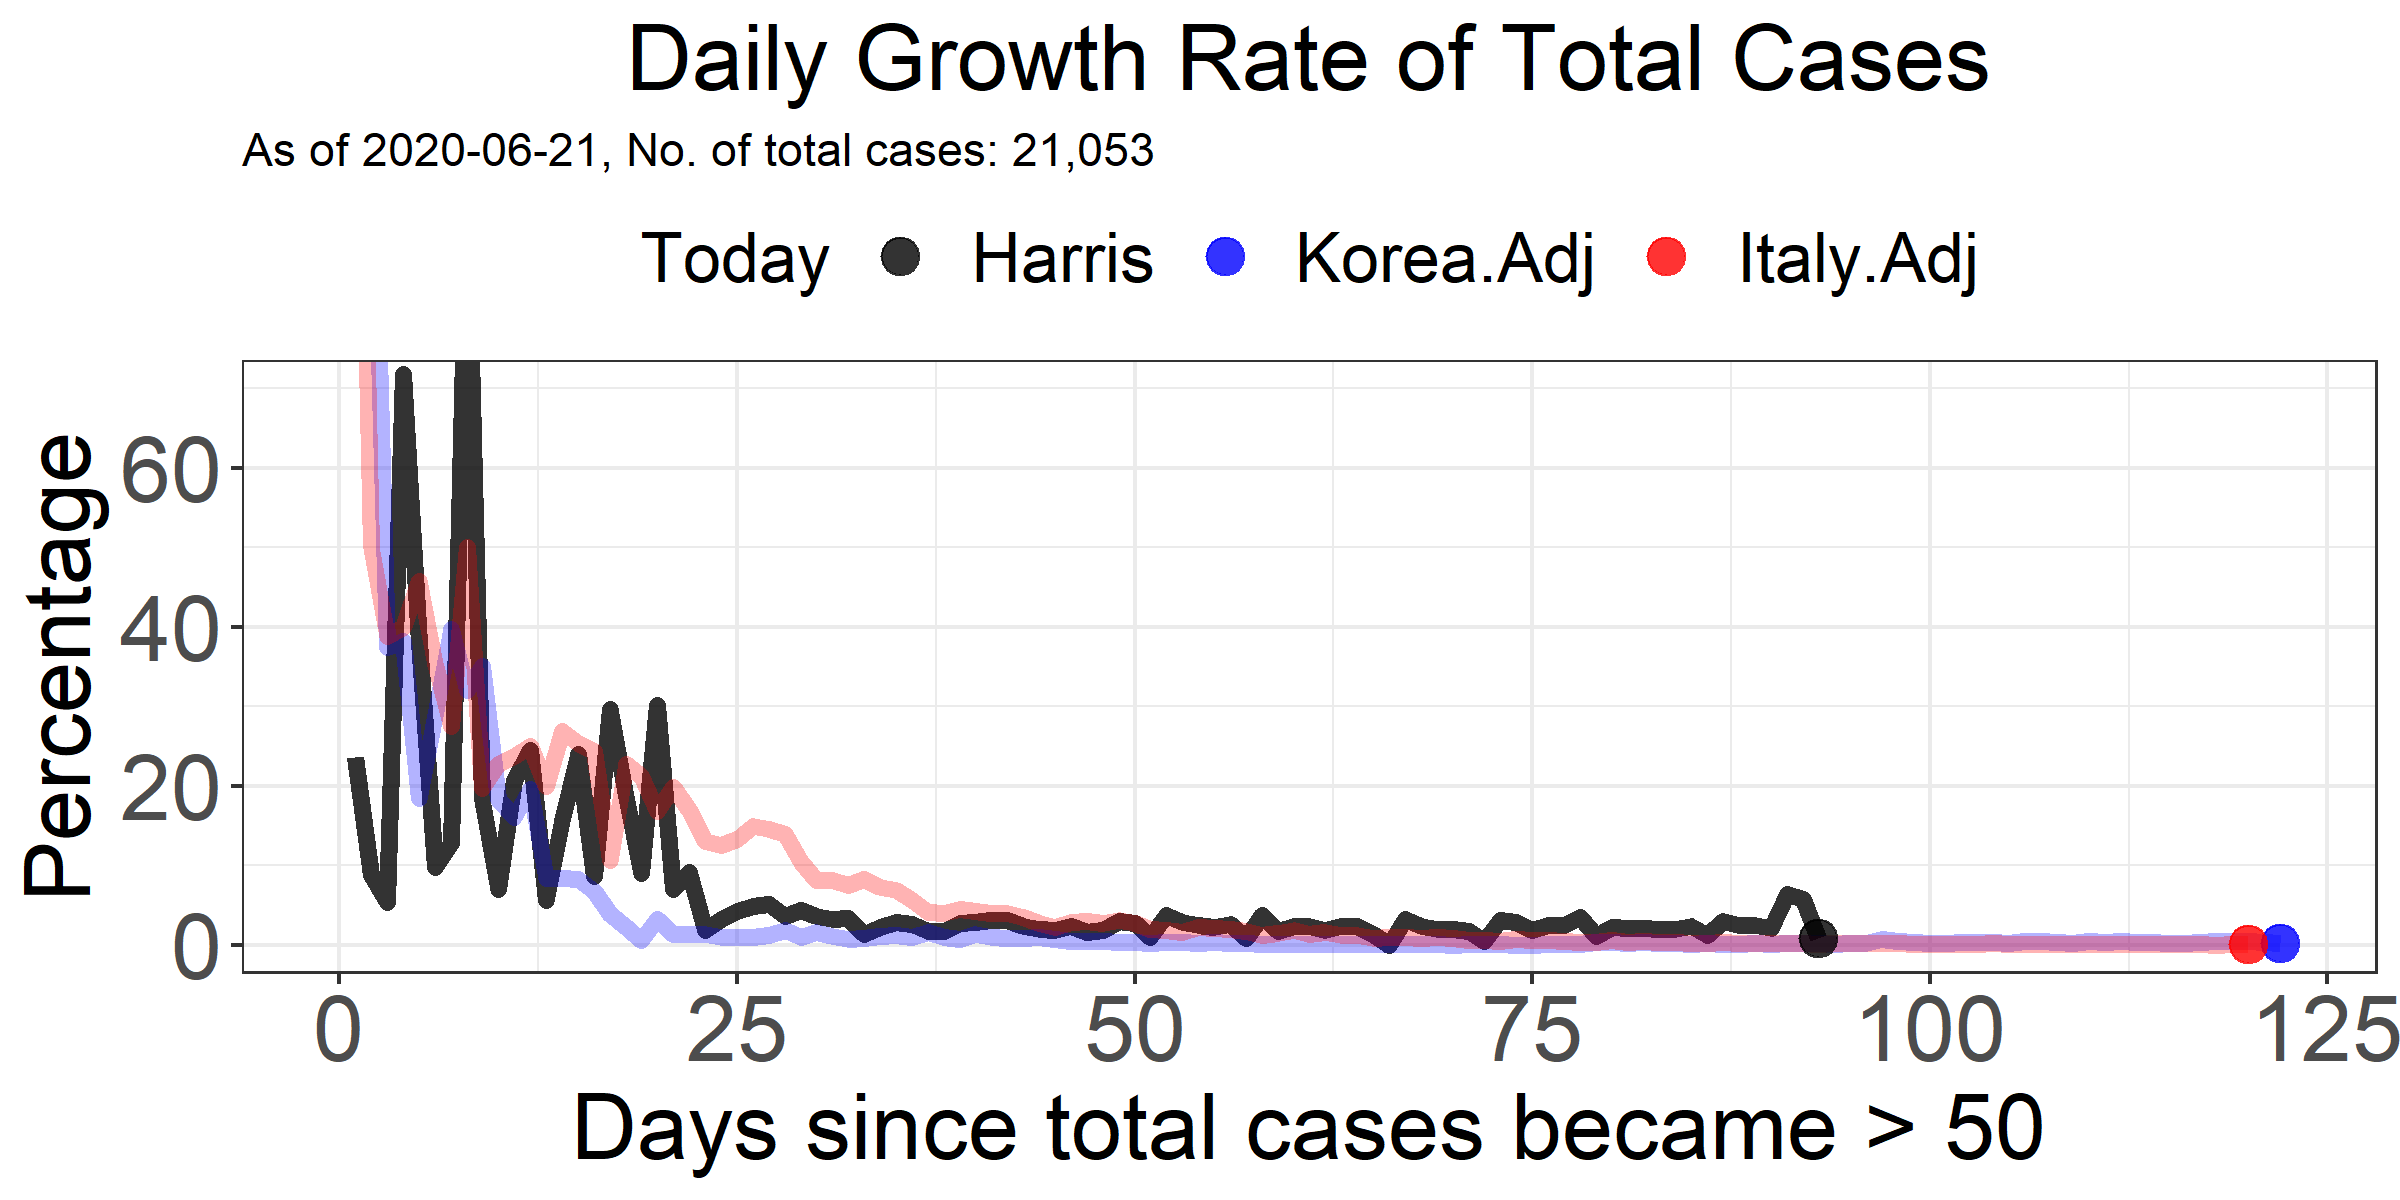 Daily Growth Rate of Total Cases
As of 2020-06-21, No. of total cases: 21,053
Today Harris Korea.Adj Italy.Adj
Percentage
60
40
20
0
0 25 50 75 100 125
Days since total cases became > 50